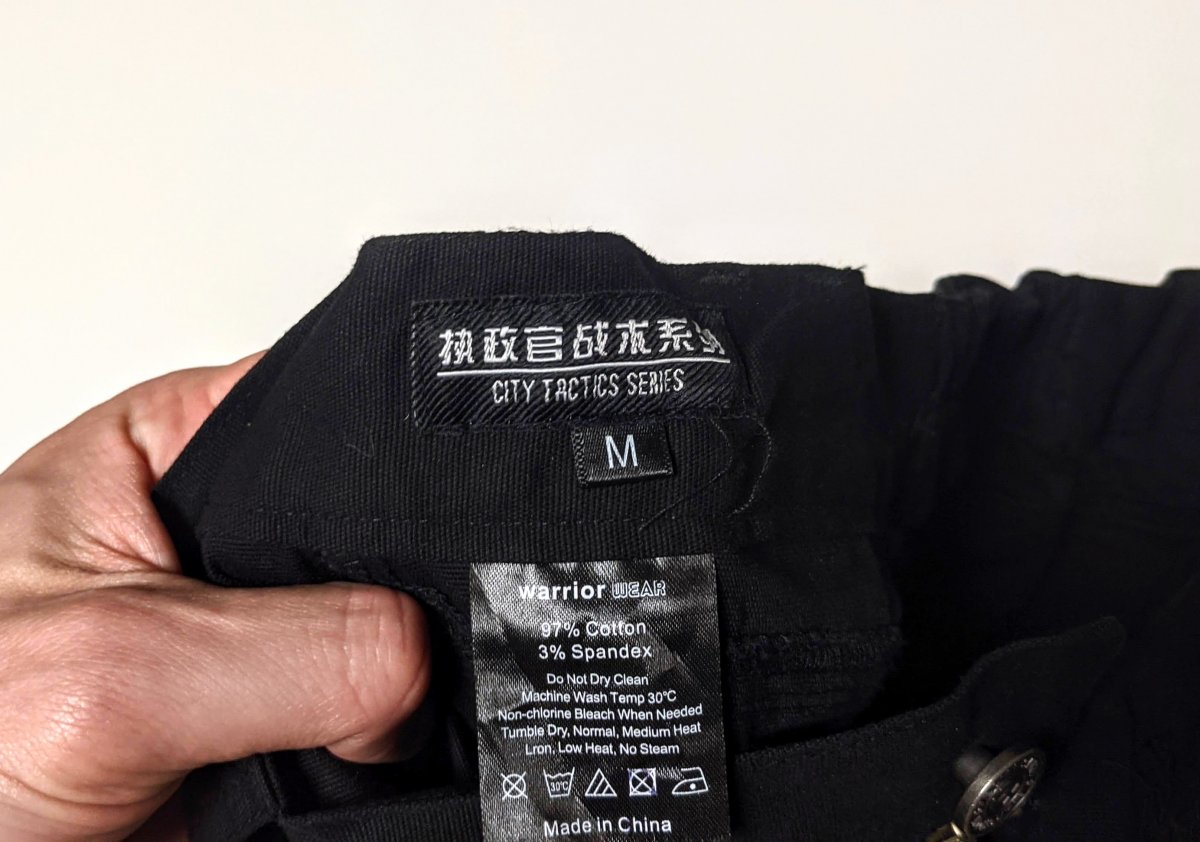 执政官战术系列
CITY TACTICS SERIES
M
warrior WEAR
97% Cotton
3% Spandex
Do Not Dry Clean
Machine Wash Temp 30°C
Non-chlorine Bleach When Needed
Tumble Dry, Normal, Medium Heat
Lron, Low Heat, No Steam
30°C
Made in China